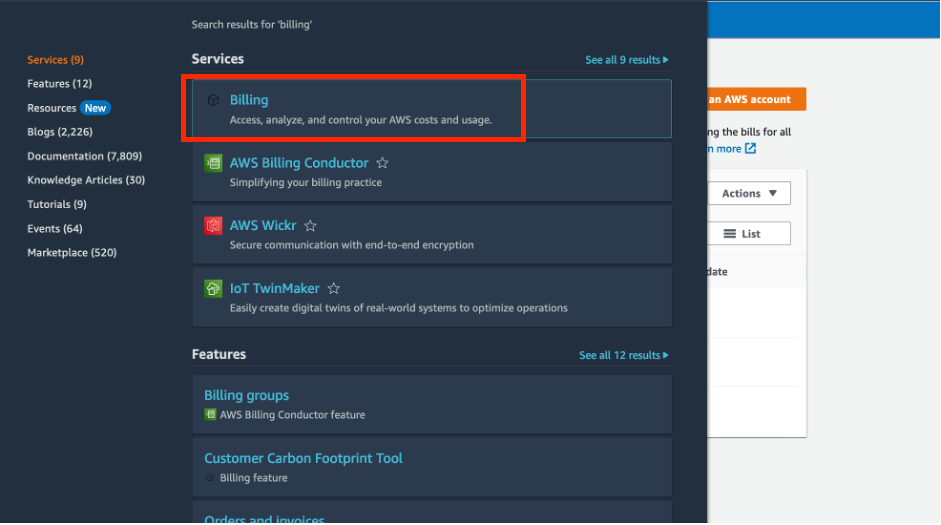 Search results for 'billing'
Services (9)
Features (12)
Resources New
Blogs (2,226)
Documentation (7,809)
Knowledge Articles (30)
Tutorials (9)
Events (64)
Marketplace (520)
Services
See all 9 results
Billing
Access, analyze, and control your AWS costs and usage.
AWS Billing Conductor
Simplifying your billing practice
AWS Wickr
Secure communication with end-to-end encryption
IoT TwinMaker
Easily create digital twins of real-world systems to optimize operations
Features
See all 12 results
Billing groups
AWS Billing Conductor feature
Customer Carbon Footprint Tool
Billing feature
Orders and invoices
an AWS account
the bills for all
more
Actions
List
date